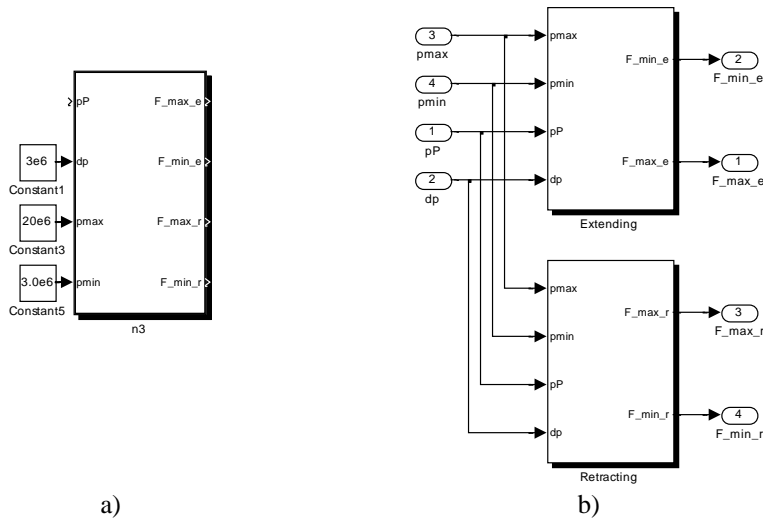 pP
F_max_e
3e6
dp
F_min_e
Constant1
20e6
pmax
F_max_r
Constant3
3.0e6
pmin
F_min_r
Constant5
n3
a)
3
pmax
4
pmin
1
pP
2
dp
pmax
pmin
pP
dp
F_min_e
F_max_e
Extending
2
F_min_e
1
F_max_e
pmax
pmin
pP
dp
F_max_r
F_min_r
Retracting
3
F_max_r
4
F_min_r
b)